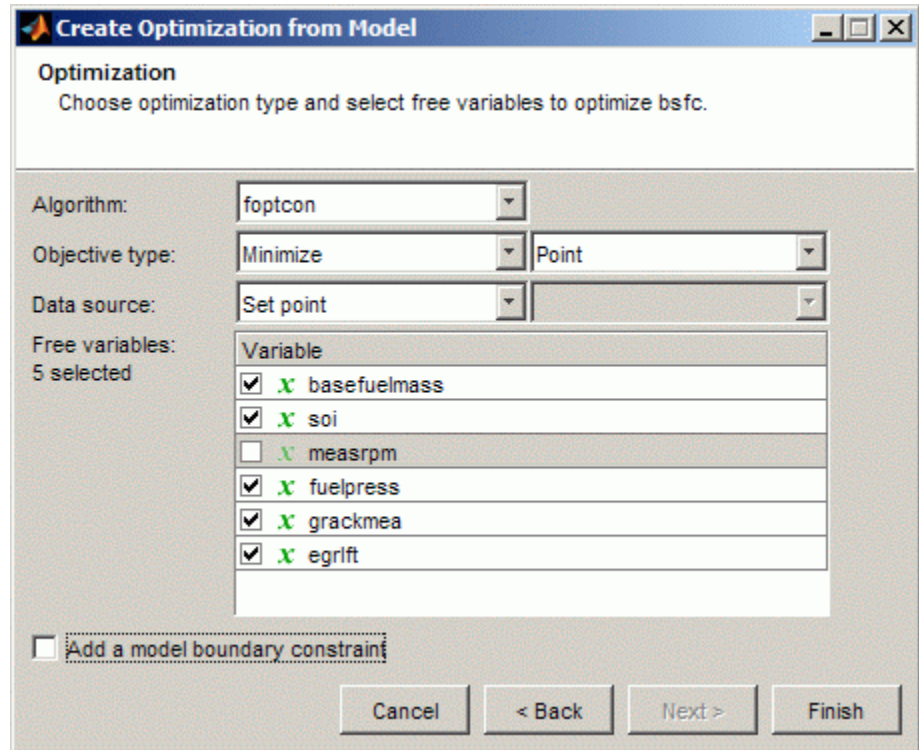 Create Optimization from Model
Optimization
Choose optimization type and select free variables to optimize bsfc.
Algorithm: foptcon
Objective type: Minimize Point
Data source: Set point
Free variables:
5 selected
Variable
x basefuelmass
x soi
x measrpm
x fuelpress
x grackmea
x egrlft
Add a model boundary constraint
Cancel < Back Next > Finish